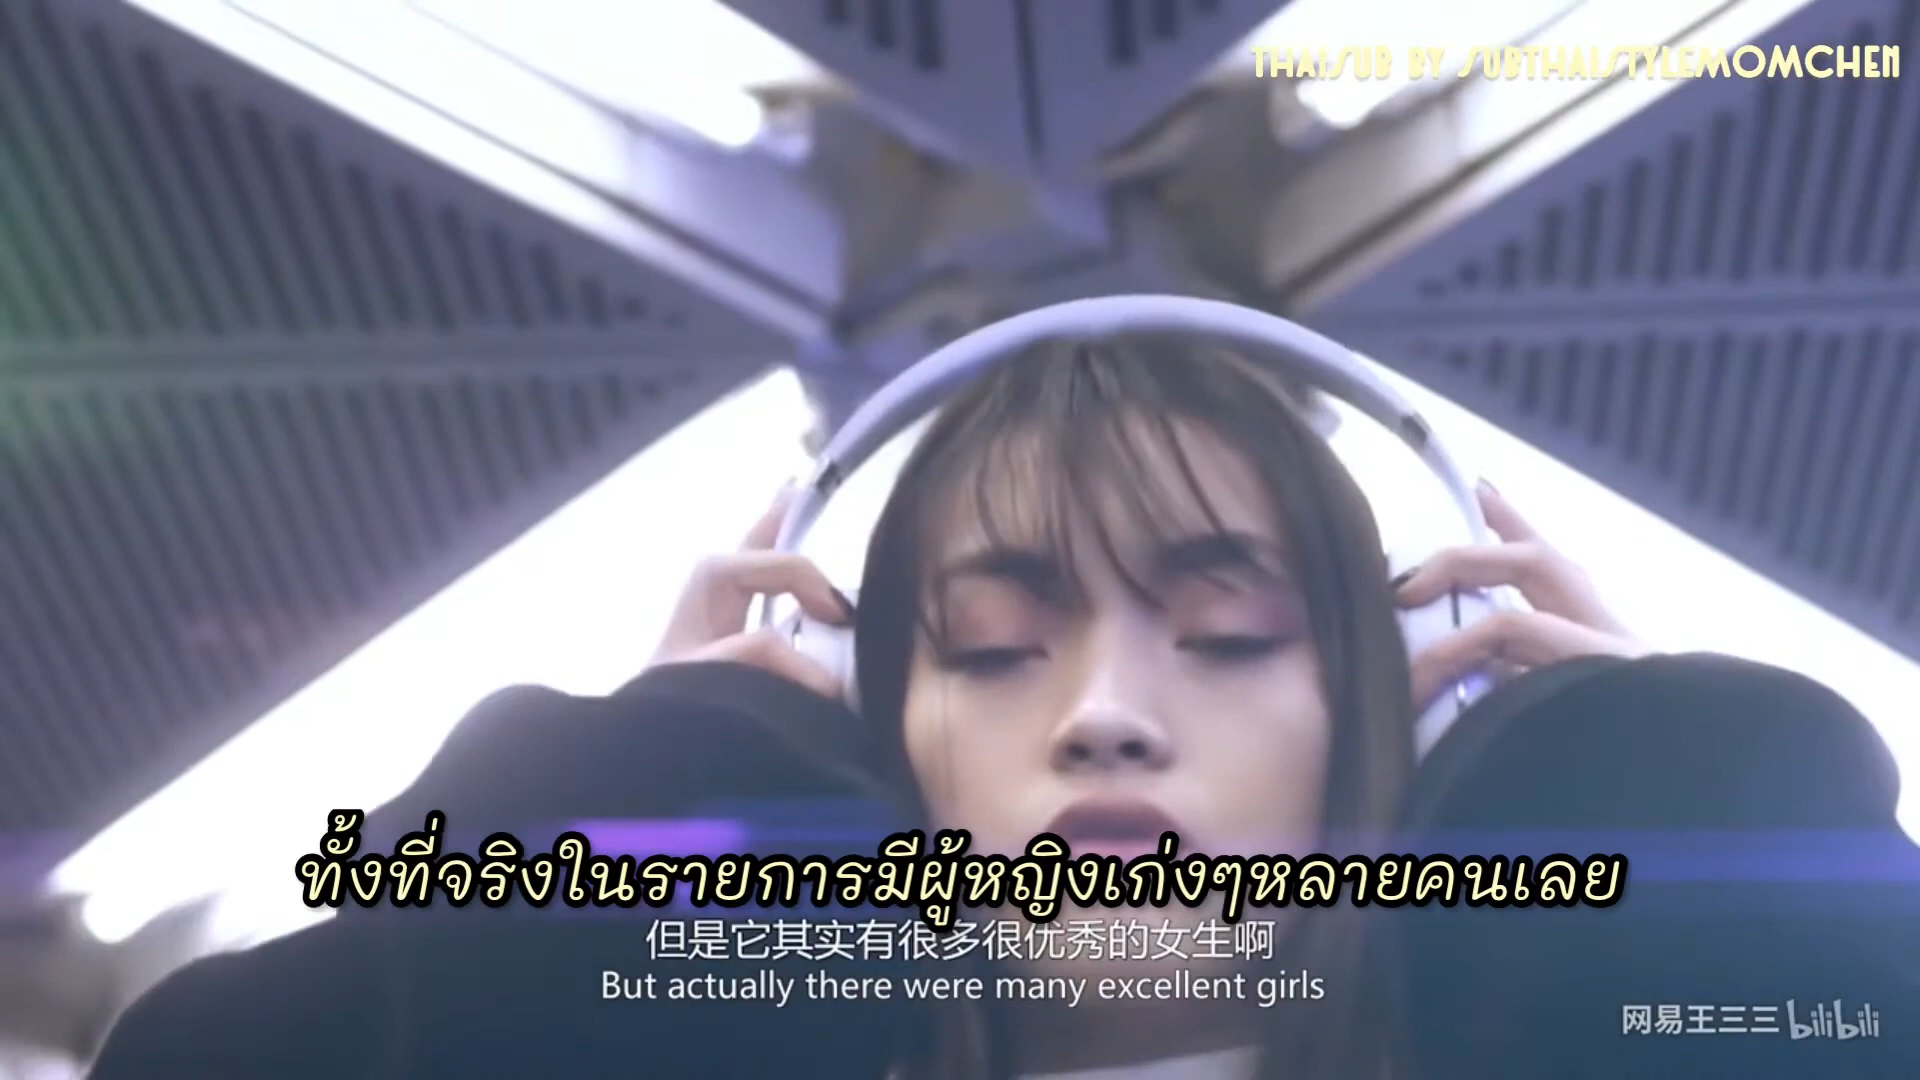 THAISUB BY SUBTHAISTYLEMOMCHEN
ทั้งที่จริงในรายการมีผู้หญิงเก่งๆหลายคนเลย
但是它其实有很多很优秀的女生啊
But actually there were many excellent girls
网易王三三 bilibili